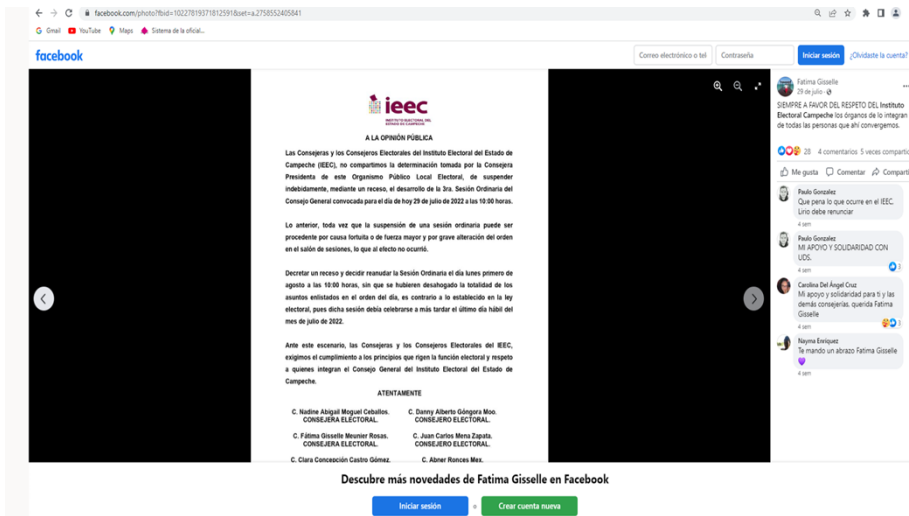 facebook.com/photo?fbid=10227819371812591&set=a.2758552405841
Gmail
YouTube
Maps
Sistema de la oficial...
facebook
Correo electrónico o tel
Contraseña
Iniciar sesión
¿Olvidaste la cuenta?
ieec
INSTITUTO ELECTORAL DEL
ESTADO DE CAMPECHE
A LA OPINIÓN PÚBLICA
Las Consejeras y los Consejeros Electorales del Instituto Electoral del Estado de
Campeche (IEEC), no compartimos la determinación tomada por la Consejera
Presidenta de este Organismo Público Local Electoral, de suspender
indebidamente, mediante un receso, el desarrollo de la 3ra. Sesión Ordinaria del
Consejo General convocada para el día de hoy 29 de julio de 2022 a las 10:00 horas.
Lo anterior, toda vez que la suspensión de una sesión ordinaria puede ser
procedente por causa fortuita o de fuerza mayor y por grave alteración del orden
en el salón de sesiones, lo que al efecto no ocurrió.
Decretar un receso y decidir reanudar la Sesión Ordinaria el día lunes primero de
agosto a las 10:00 horas, sin que se hubieren desahogado la totalidad de los
asuntos enlistados en el orden del día, es contrario a lo establecido en la ley
electoral, pues dicha sesión debía celebrarse a más tardar el último día hábil del
mes de julio de 2022.
Ante este escenario, las Consejeras y los Consejeros Electorales del IEEC,
exigimos el cumplimiento a los principios que rigen la función electoral y respeto
a quienes integran el Consejo General del Instituto Electoral del Estado de
Campeche.
ATENTAMENTE
C. Nadine Abigail Moguel Ceballos.
CONSEJERA ELECTORAL.
C. Danny Alberto Góngora Moo.
CONSEJERO ELECTORAL.
C. Fátima Gisselle Meunier Rosas.
CONSEJERA ELECTORAL.
C. Juan Carlos Mena Zapata.
CONSEJERO ELECTORAL.
C. Clara Concepción Castro Gómez.
C. Abner Ronces Mex.
Fatima Gisselle
29 de julio
SIEMPRE A FAVOR DEL RESPETO DEL Instituto
Electoral Campeche los órganos de lo integran
de todas las personas que ahí convergemos.
28 4 comentarios 5 veces compartic
Me gusta Comentar Comparti
Paulo Gonzalez
Que pena lo que ocurre en el IEEC.
Lirio debe renunciar
4 sem
Paulo Gonzalez
MI APOYO Y SOLIDARIDAD CON
UDS.
3
4 sem
Carolina Del Ángel Cruz
Mi apoyo y solidaridad para ti y las
demás consejerías, querida Fatima
Gisselle
3
4 sem
Nayma Enriquez
Te mando un abrazo Fatima Gisselle
4 sem
Descubre más novedades de Fatima Gisselle en Facebook
Iniciar sesión
o
Crear cuenta nueva